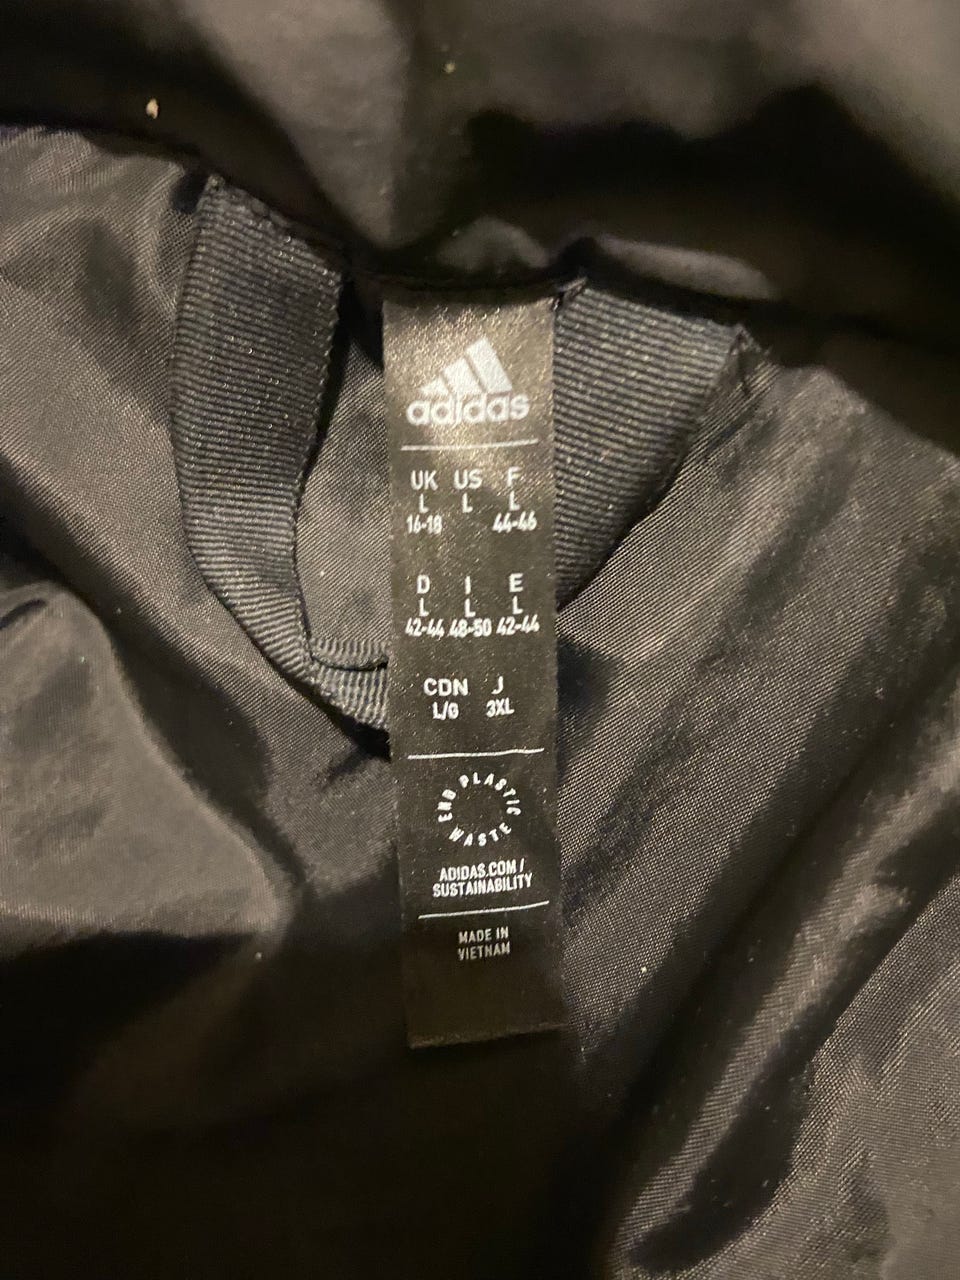 adidas
UK US F
L L L
16-18 44-46
D I E
L L L
42-44 48-50 42-44
CDN J
L/G 3XL
END PLASTIC WASTE
ADIDAS.COM/
SUSTAINABILITY
MADE IN
VIETNAM